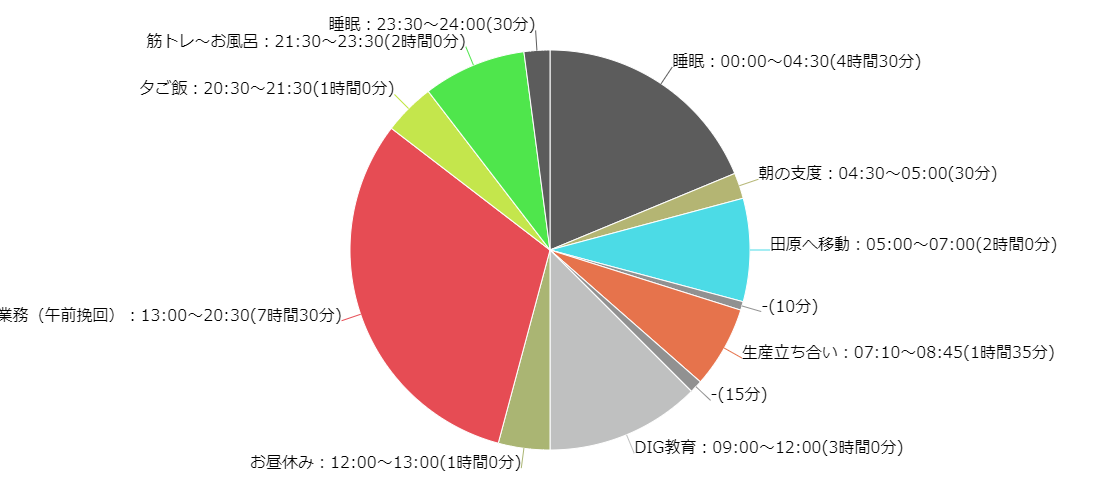 睡眠：23:30～24:00(30分)
筋トレ～お風呂：21:30～23:30(2時間0分)
睡眠：00:00～04:30(4時間30分)
夕ご飯：20:30～21:30(1時間0分)
朝の支度：04:30～05:00(30分)
田原へ移動：05:00～07:00(2時間0分)
-(10分)
業務（午前挽回）：13:00～20:30(7時間30分)
生産立ち合い：07:10～08:45(1時間35分)
-(15分)
DIG教育：09:00～12:00(3時間0分)
お昼休み：12:00～13:00(1時間0分)